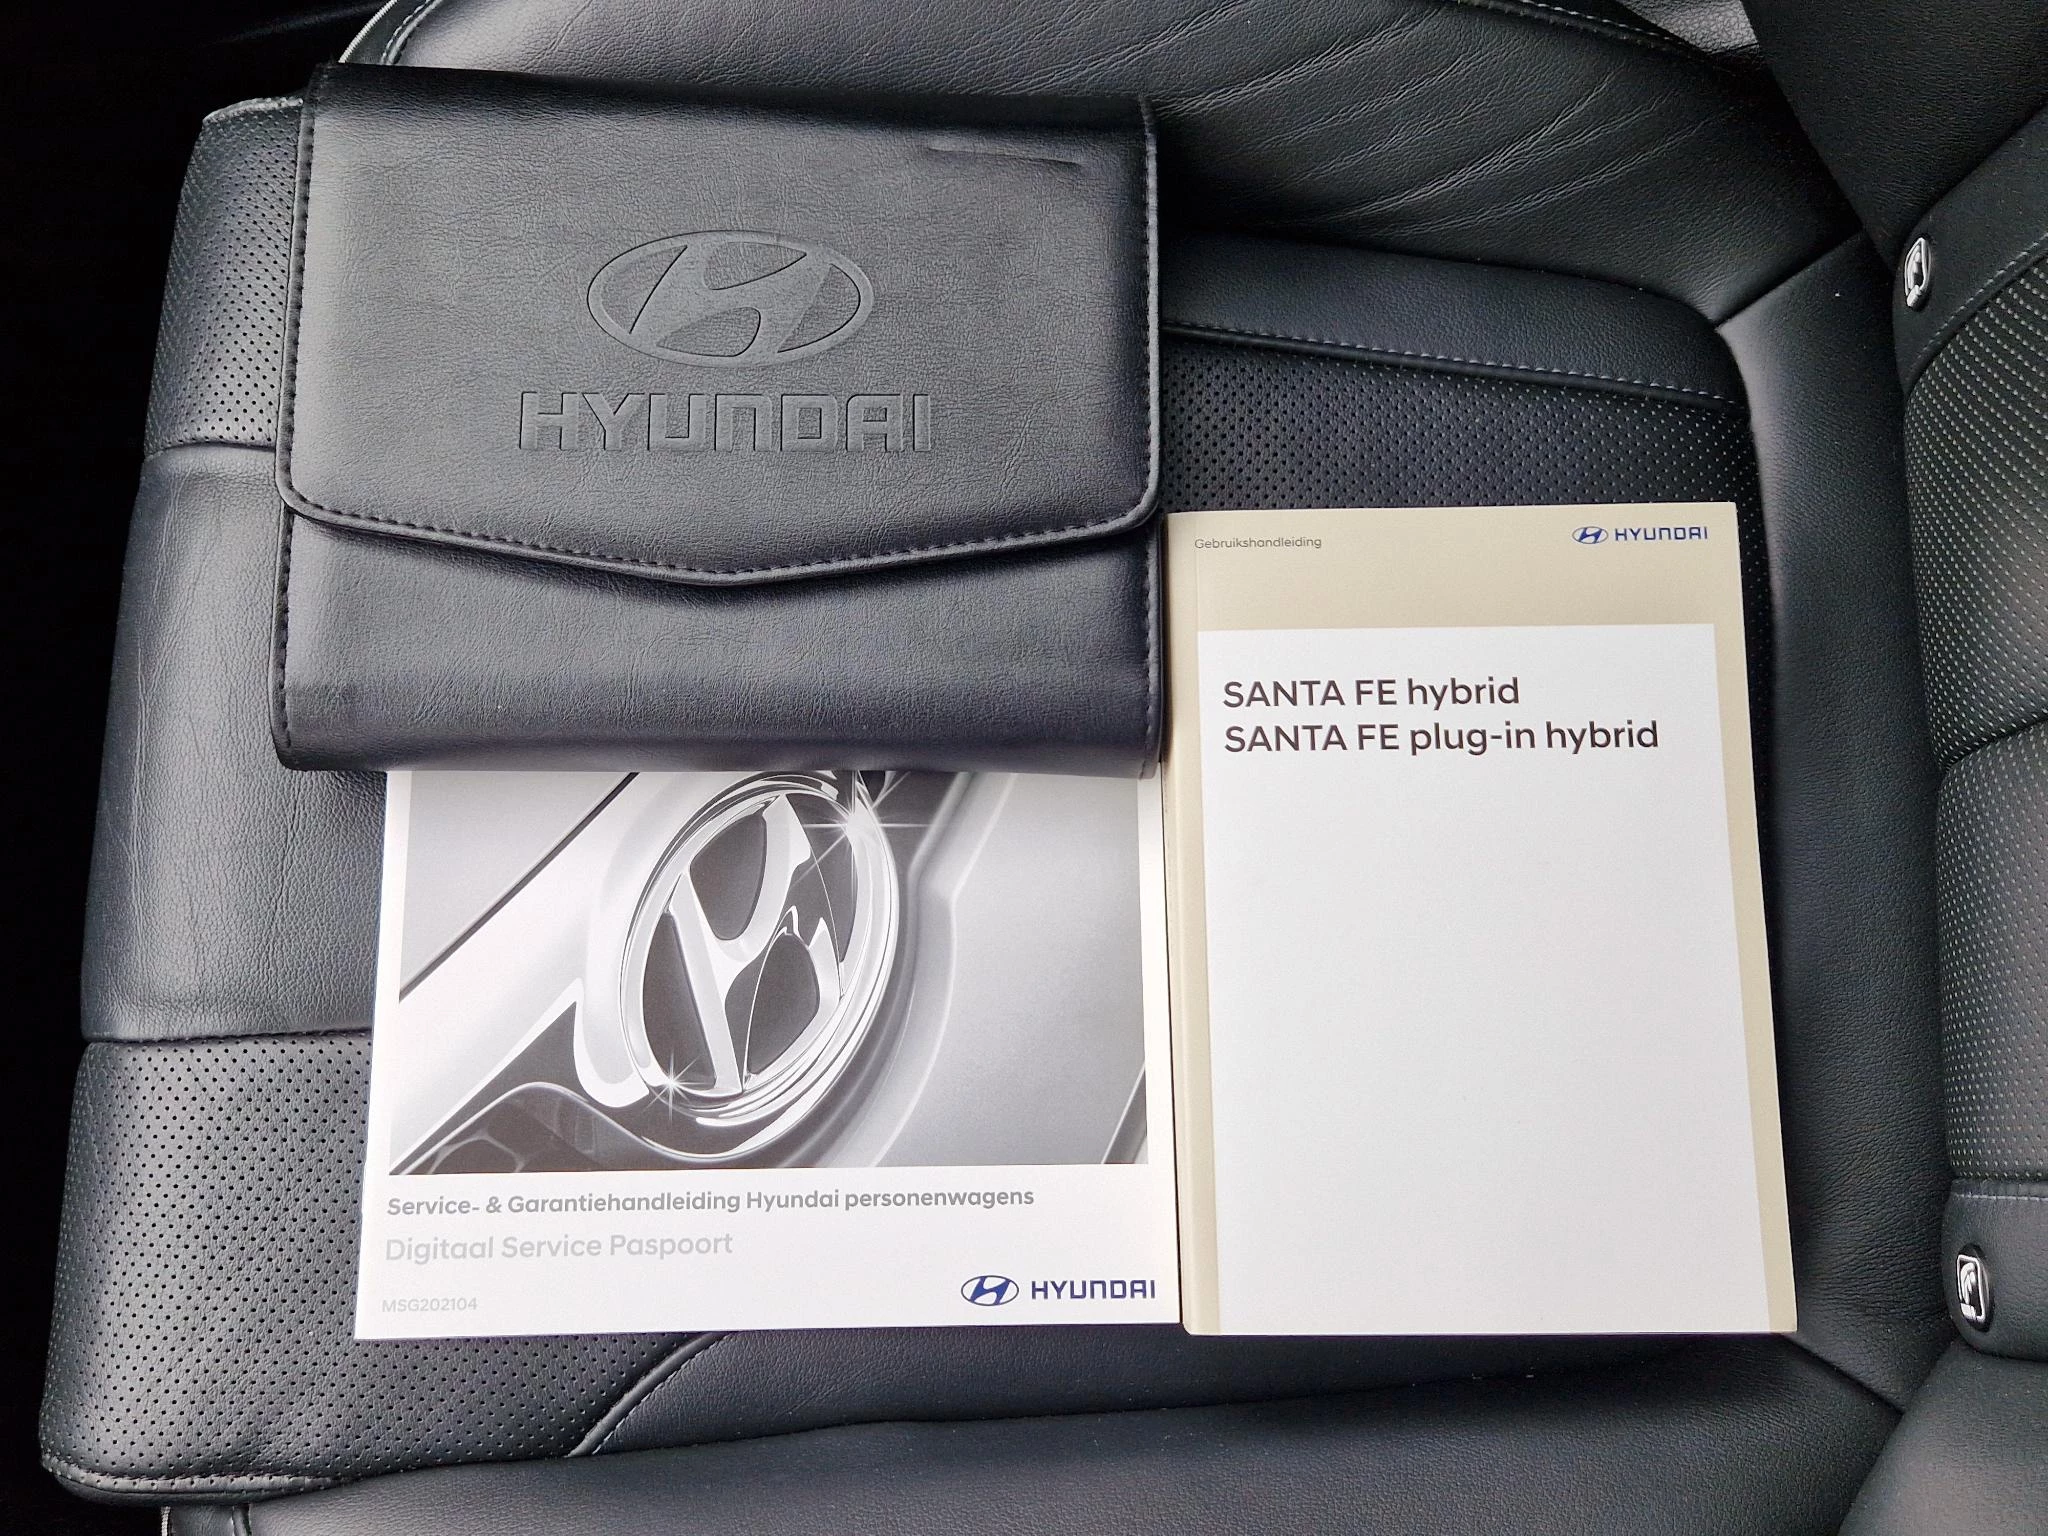 HYUNDAI
Gebruikshandleiding
HYUNDAI
SANTA FE hybrid
SANTA FE plug-in hybrid
Service- & Garantiehandleiding Hyundai personenwagens
Digitaal Service Paspoort
MSG202104
HYUNDAI